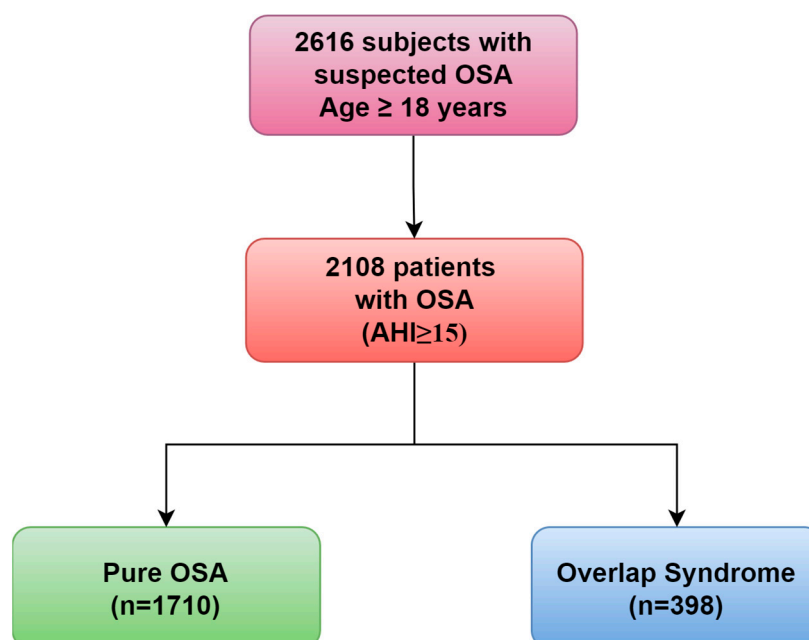 2616 subjects with
suspected OSA
Age ≥ 18 years
2108 patients
with OSA
(AHI≥15)
Pure OSA
(n=1710)
Overlap Syndrome
(n=398)